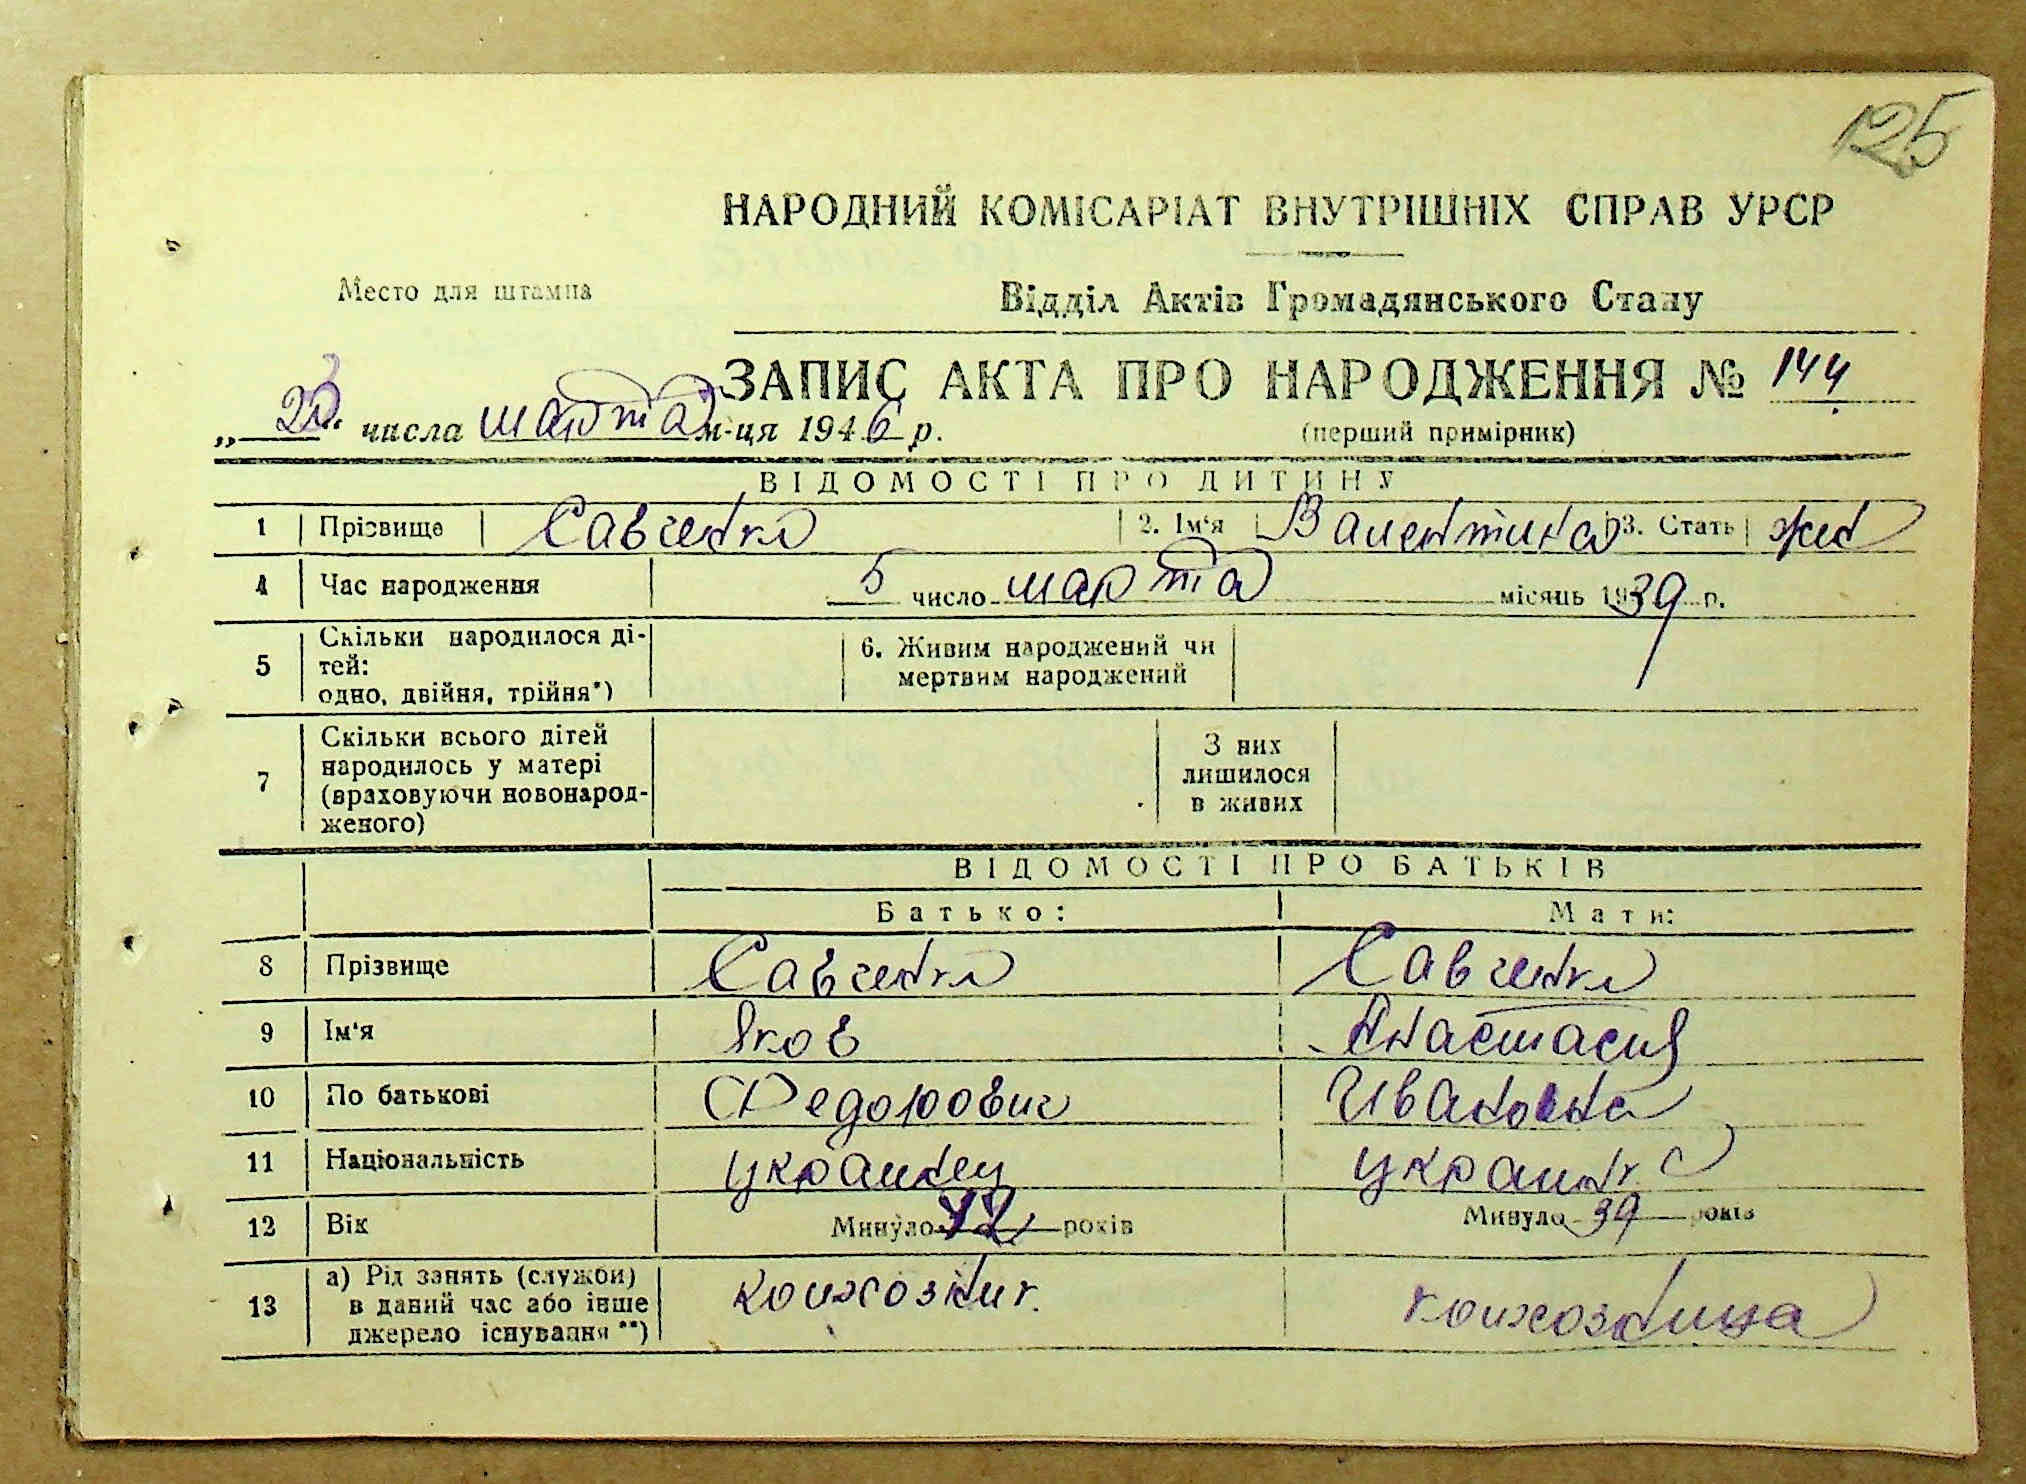 125
НАРОДНИЙ КОМІСАРІАТ ВНУТРІШНІХ СПРАВ УРСР
Место для штампа
Відділ Актів Громадянського Стану
ЗАПИС АКТА ПРО НАРОДЖЕННЯ № 144
„ " числа марта м-ця 1946 р.
(перший примірник)
ВІДОМОСТІ ПРО ДИТИНУ
1 Прізвище Савченко 2. Ім'я Валентина 3. Стать жен
4 Час народження 5 число марта місяць 1939 р.
5 Скільки народилося ді-
тей:
одно, двійня, трійня*)
6. Живим народжений чи
мертвим народжений
7 Скільки всього дітей
народилось у матері
(враховуючи новонарод-
женого)
З них
лишилося
в живих
ВІДОМОСТІ ПРО БАТЬКІВ
Батько: Мати:
8 Прізвище Савченко Савченко
9 Ім'я Яков Анастасия
10 По батькові Федорович Ивановна
11 Національність украинец украинка
12 Вік Минуло 42 років Минуло 39 років
13 а) Рід занять (служби)
в даний час або інше
джерело існування **)
колхозник. колхозница